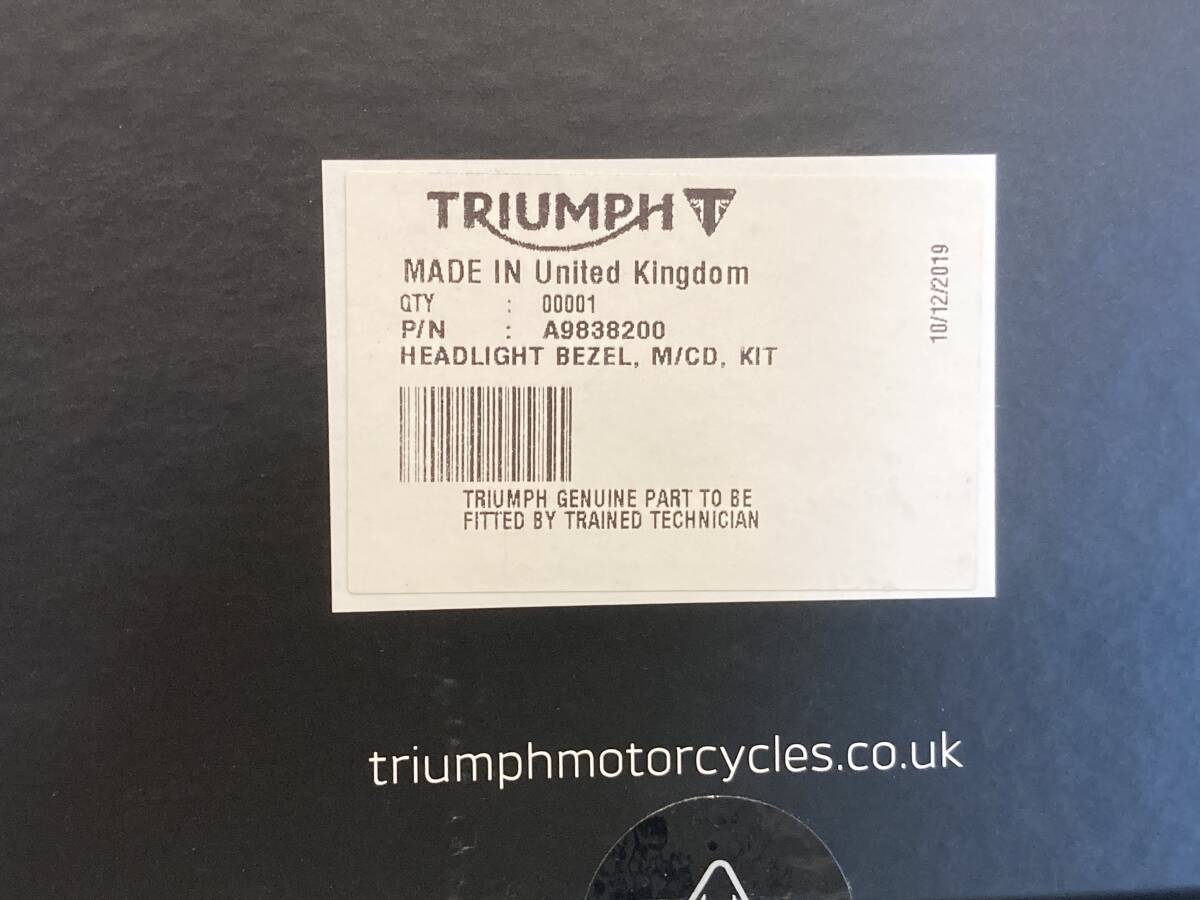 TRIUMPH
MADE IN United Kingdom
QTY : 00001
P/N : A9838200
HEADLIGHT BEZEL, M/CD, KIT
TRIUMPH GENUINE PART TO BE
FITTED BY TRAINED TECHNICIAN
10/12/2019
triumphmotorcycles.co.uk